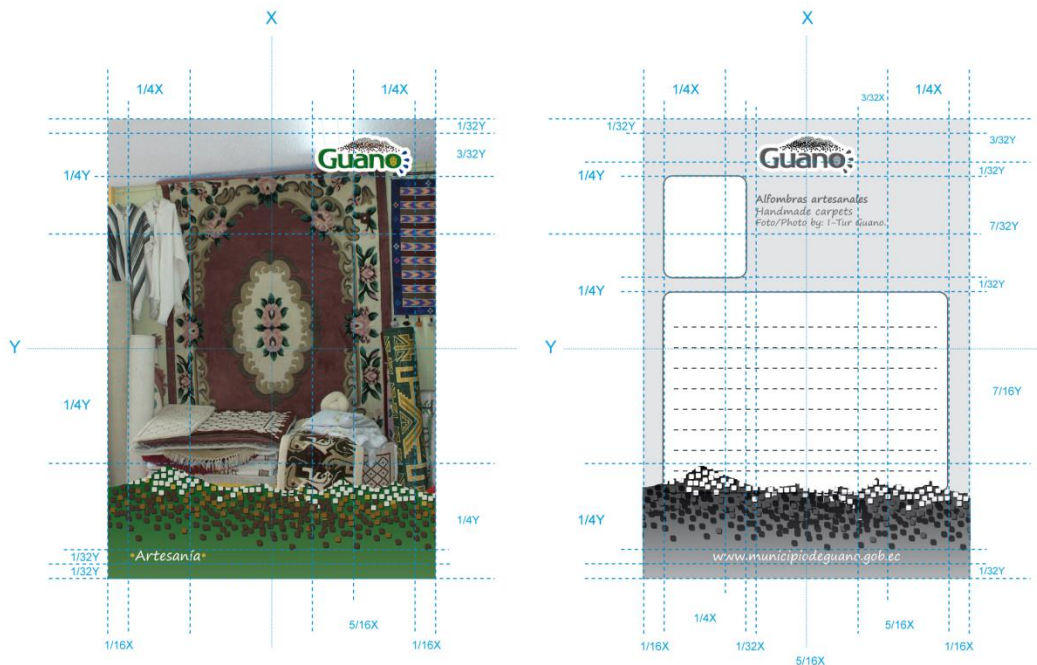 X
1/4X
1/4X
1/32Y
3/32Y
Guano
1/4Y
Y
1/4Y
1/4Y
•Artesanía•
1/32Y
1/32Y
5/16X
1/16X
1/16X
X
1/4X
3/32X
1/4X
1/32Y
3/32Y
Guano
1/4Y
1/32Y
Alfombras artesanales
Handmade carpets
Foto/Photo by: I-Tur Guano
7/32Y
1/4Y
1/32Y
Y
7/16Y
1/4Y
www.municipiodeguano.gob.ec
1/32Y
1/4X
5/16X
1/16X
1/32X
1/16X
5/16X